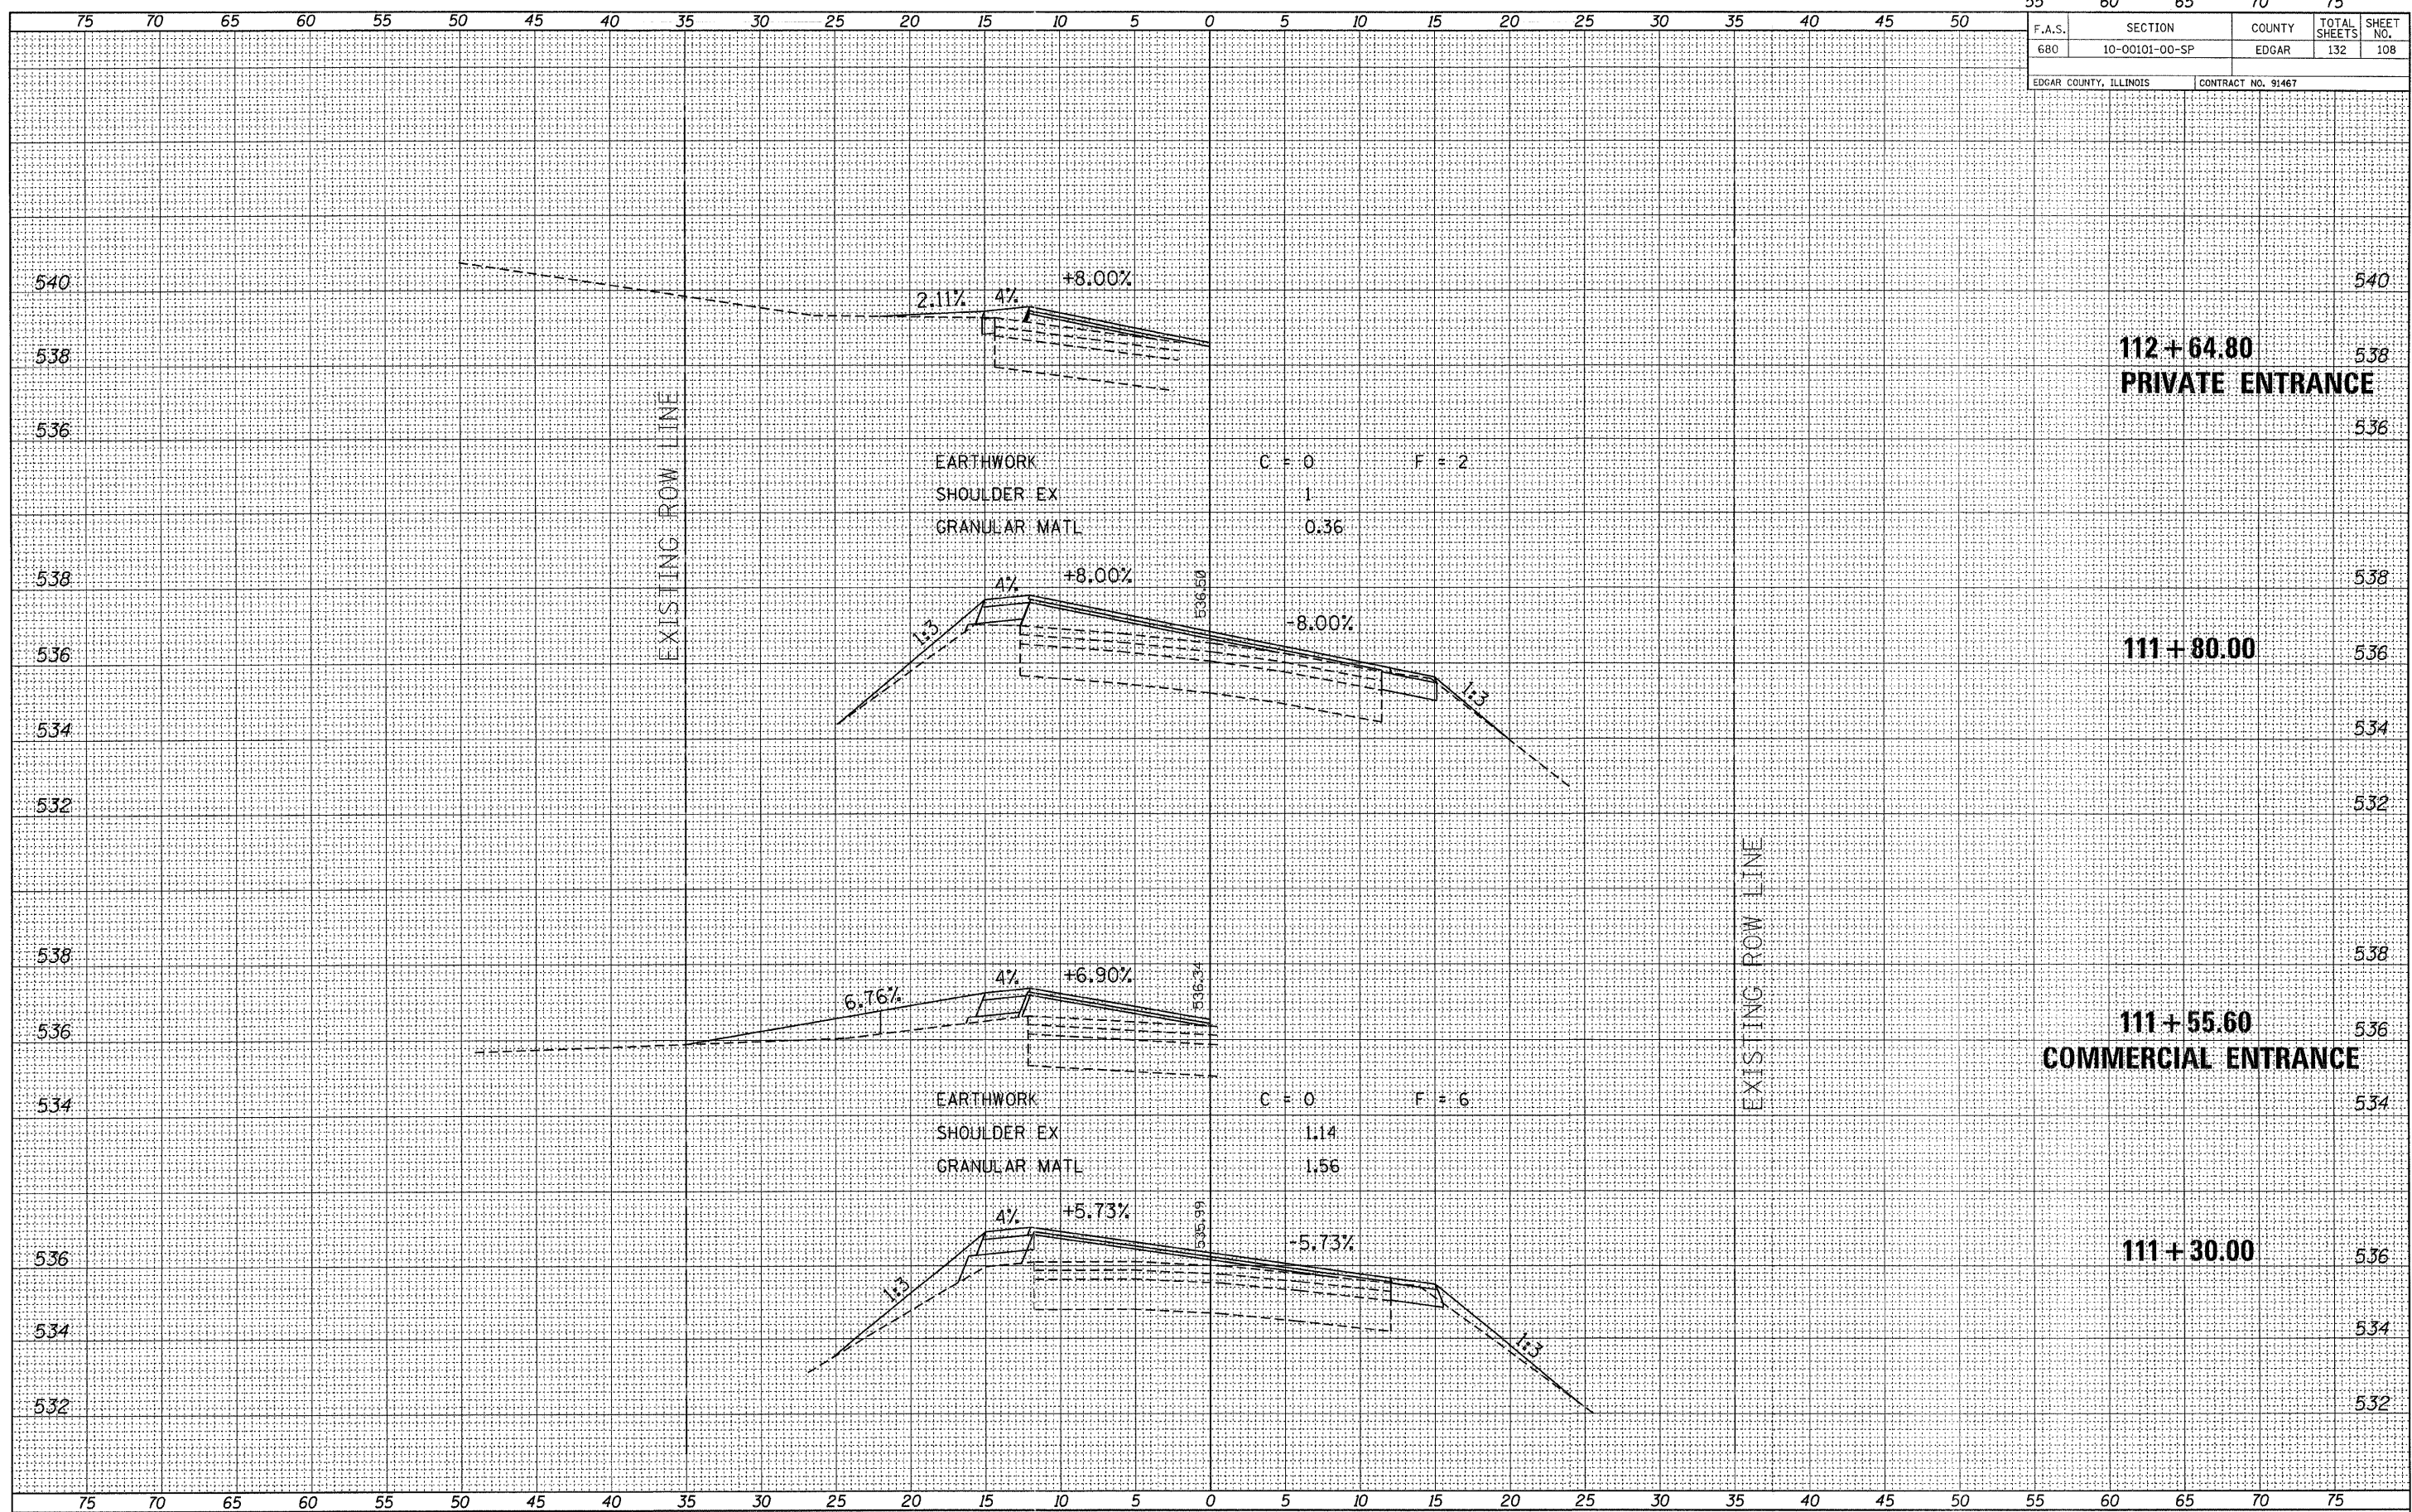 55 60 65 70 75
75 70 65 60 55 50 45 40 35 30 25 20 15 10 5 0 5 10 15 20 25 30 35 40 45 50
F.A.S. SECTION COUNTY TOTAL SHEETS SHEET NO.
680 10-00101-00-SP EDGAR 132 108
EDGAR COUNTY, ILLINOIS CONTRACT NO. 91467
540 540
+8.00%
2.11% 4%
538 538
112 + 64.80
PRIVATE ENTRANCE
536 536
EXISTING ROW LINE
EARTHWORK C = 0 F = 2
SHOULDER EX 1
GRANULAR MATL 0.36
538 538
4% +8.00% 536.50
1:3 -8.00%
536 536
111 + 80.00
1:3
534 534
532 532
EXISTING ROW LINE
538 538
4% +6.90% 536.34
6.76%
536 536
111 + 55.60
COMMERCIAL ENTRANCE
534 534
EARTHWORK C = 0 F = 6
SHOULDER EX 1.14
GRANULAR MATL 1.56
4% +5.73% 535.99
-5.73%
536 536
111 + 30.00
1:3
534 534
1:3
532 532
75 70 65 60 55 50 45 40 35 30 25 20 15 10 5 0 5 10 15 20 25 30 35 40 45 50 55 60 65 70 75